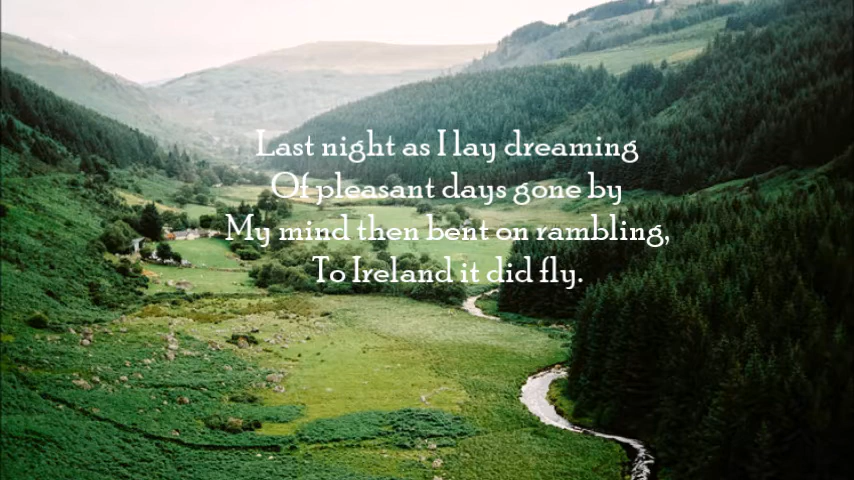 Last night as I lay dreaming
Of pleasant days gone by
My mind then bent on rambling,
To Ireland it did fly.